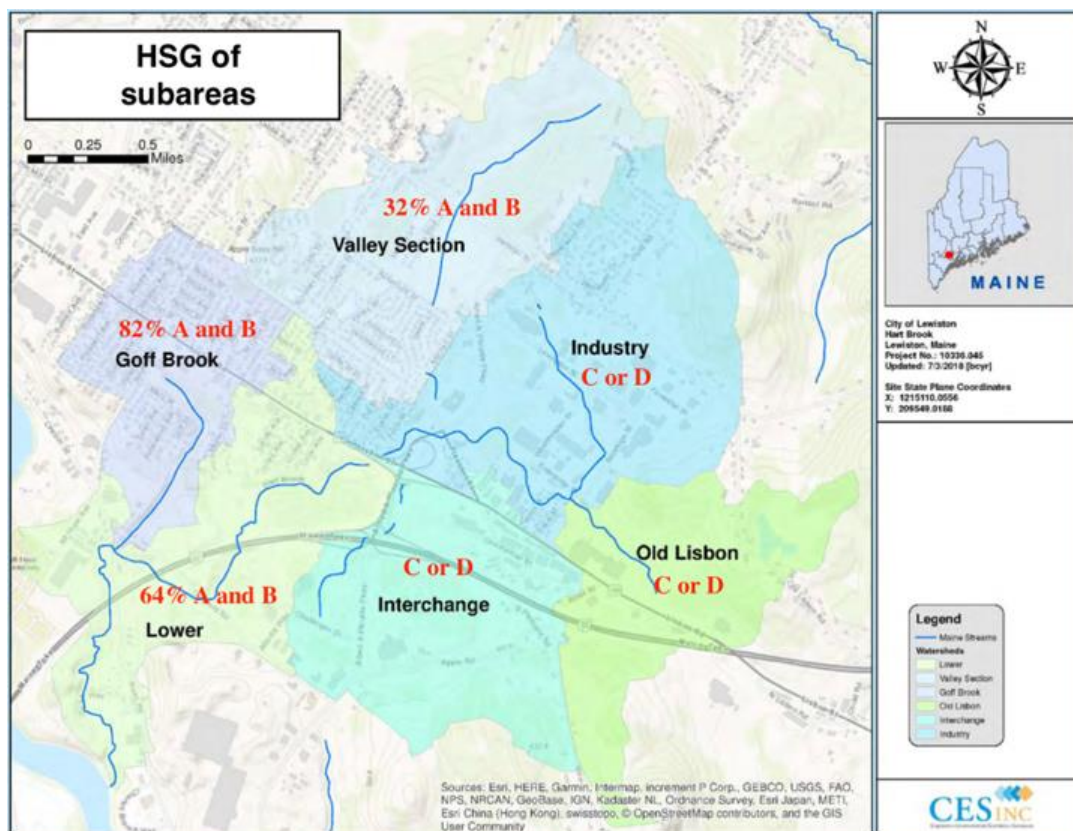 HSG of
subareas
0 0.25 0.5
Miles
32% A and B
Valley Section
82% A and B
Goff Brook
Industry
C or D
Old Lisbon
C or D
C or D
Interchange
64% A and B
Lower
N
W E
S
MAINE
City of Lewiston
Hart Brook
Lewiston, Maine
Project No.: 10336.045
Updated: 7/3/2018 [bcyr]
Site State Plane Coordinates
X: 1215110.0556
Y: 209549.0188
Legend
Maine Streams
Watersheds
Lower
Valley Section
Goff Brook
Old Lisbon
Interchange
Industry
Sources: Esri, HERE, Garmin, Intermap, increment P Corp., GEBCO, USGS, FAO,
NPS, NRCAN, GeoBase, IGN, Kadaster NL, Ordnance Survey, Esri Japan, METI,
Esri China (Hong Kong), swisstopo, © OpenStreetMap contributors, and the GIS
User Community
CES INC